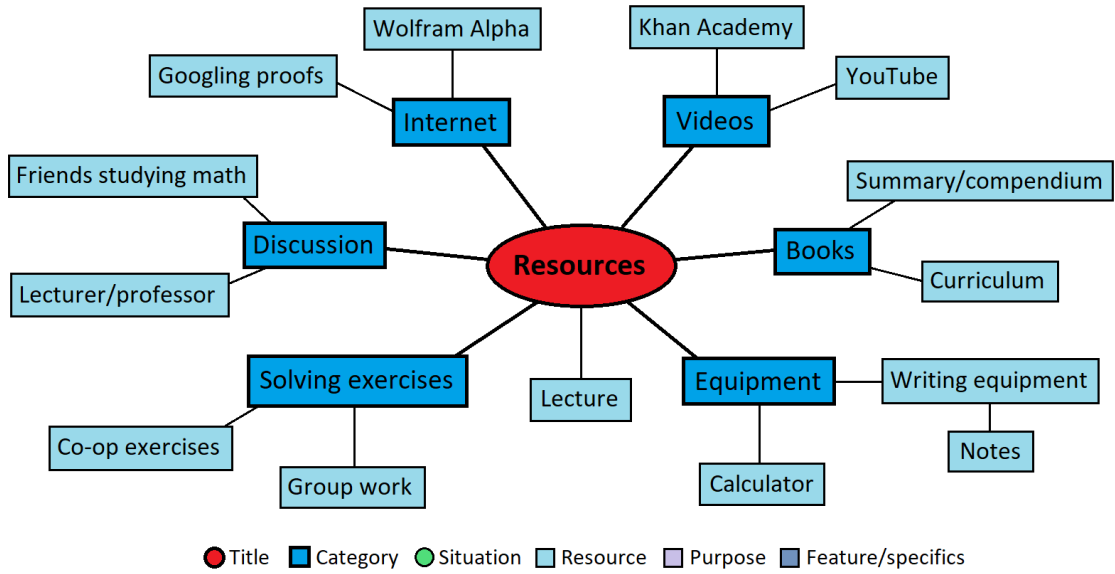 Wolfram Alpha
Khan Academy
Googling proofs
YouTube
Internet
Videos
Friends studying math
Summary/compendium
Discussion
Books
Resources
Lecturer/professor
Curriculum
Solving exercises
Equipment
Writing equipment
Lecture
Co-op exercises
Notes
Group work
Calculator
Title
Category
Situation
Resource
Purpose
Feature/specifics